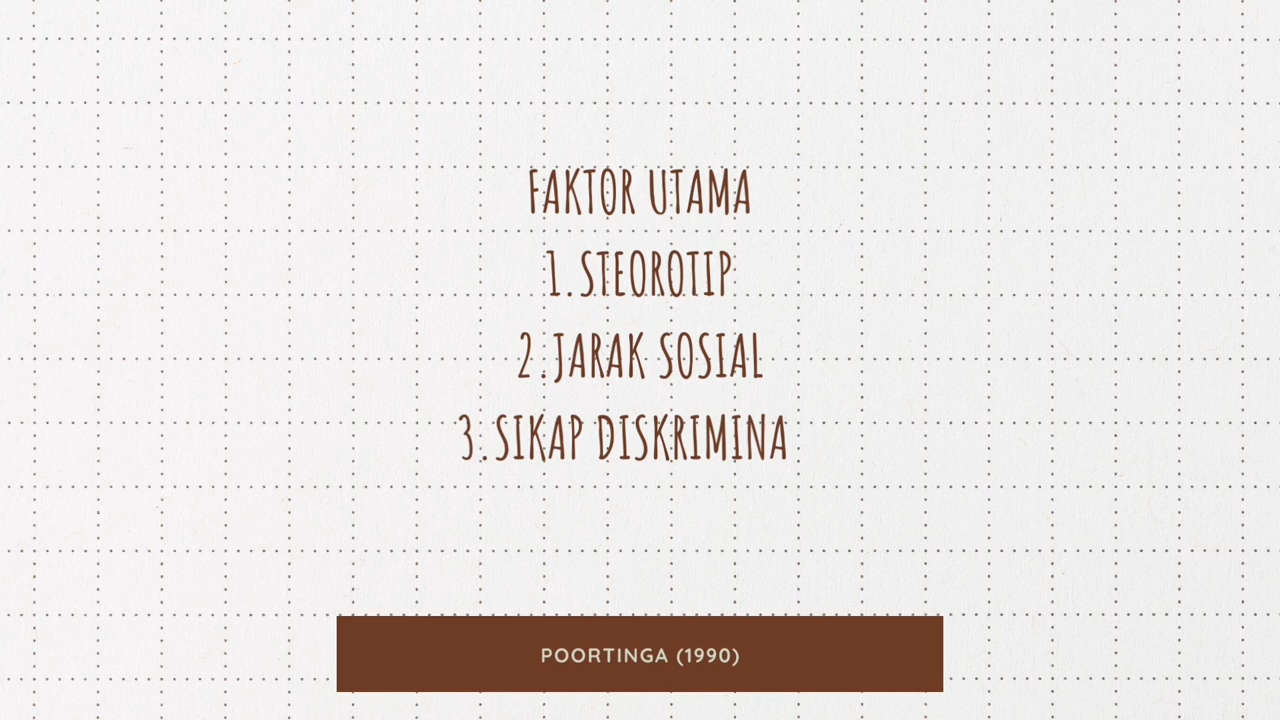 FAKTOR UTAMA
1. STEOROTIP
2. JARAK SOSIAL
3. SIKAP DISKRIMINA
POORTINGA (1990)